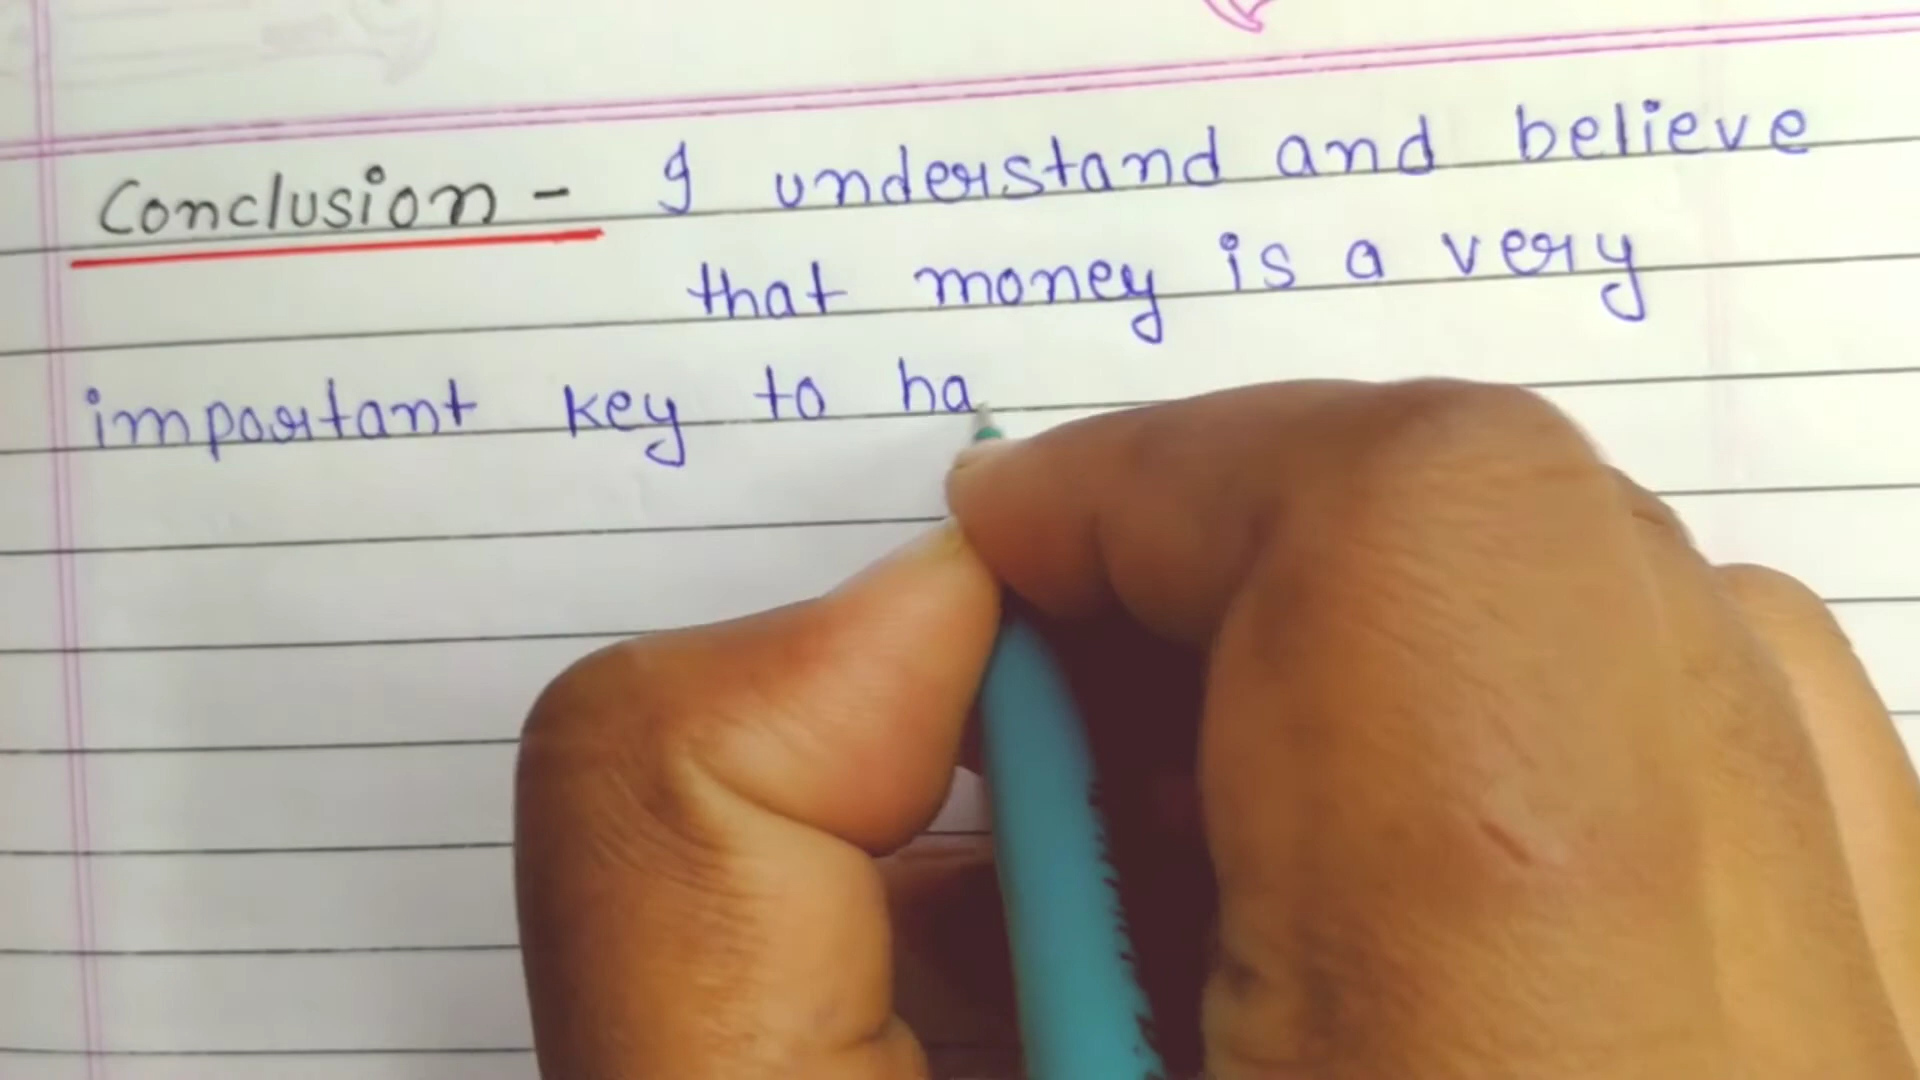 Conclusion - I understand and believe
that money is a very
important key to ha